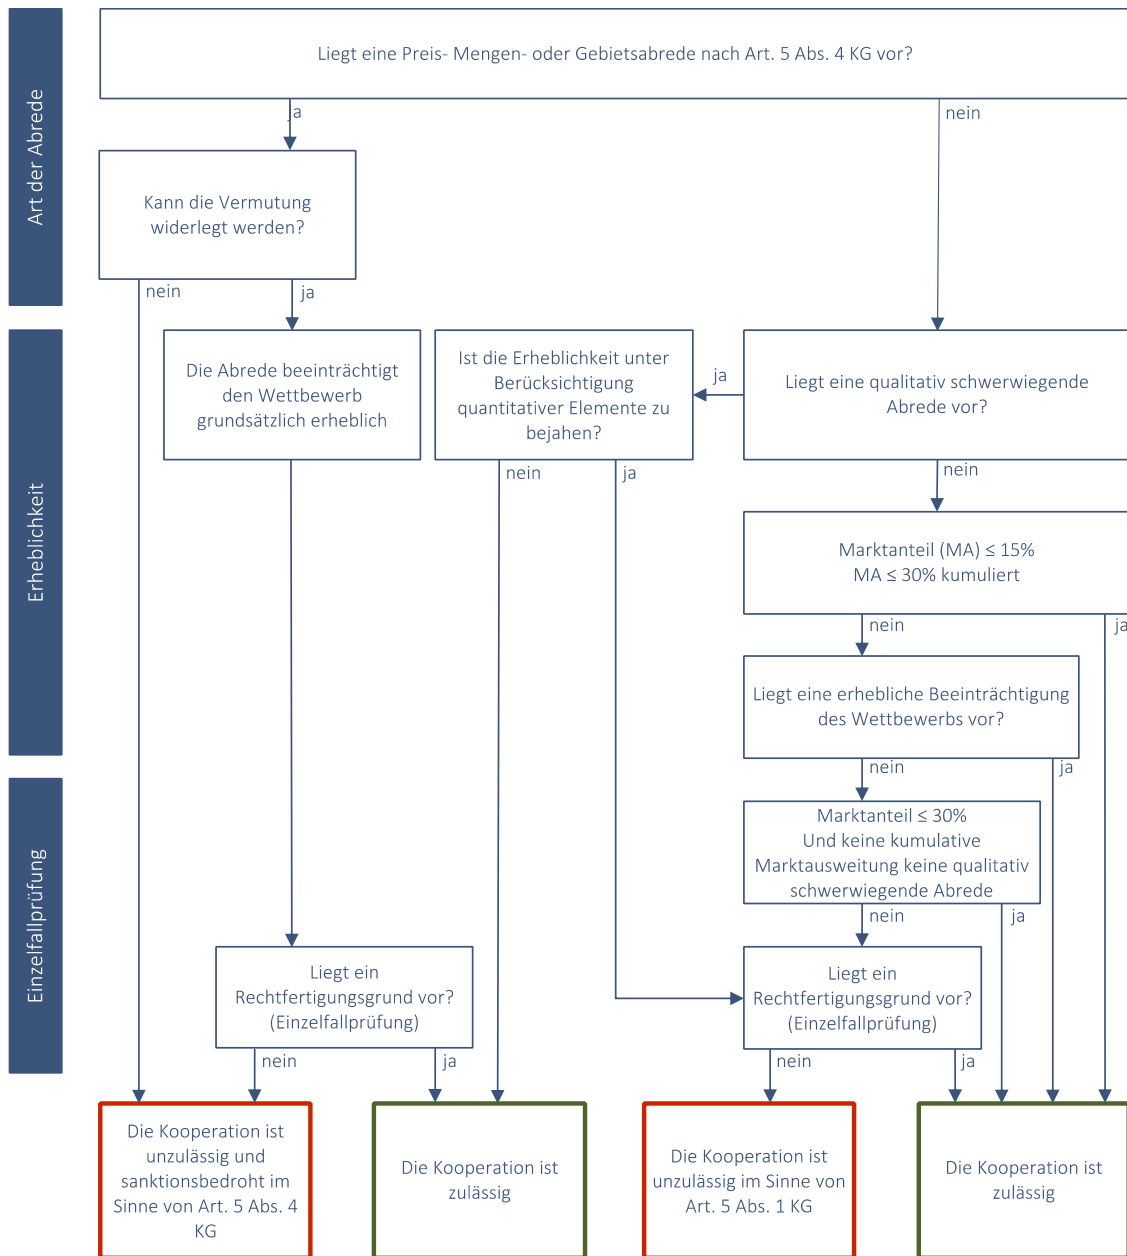 Liegt eine Preis- Mengen- oder Gebietsabrede nach Art. 5 Abs. 4 KG vor?
ja
nein
Art der Abrede
Kann die Vermutung
widerlegt werden?
nein
ja
Erheblichkeit
Die Abrede beeinträchtigt
den Wettbewerb
grundsätzlich erheblich
Ist die Erheblichkeit unter
Berücksichtigung
quantitativer Elemente zu
bejahen?
ja
Liegt eine qualitativ schwerwiegende
Abrede vor?
nein
ja
nein
Marktanteil (MA) ≤ 15%
MA ≤ 30% kumuliert
nein
ja
Liegt eine erhebliche Beeinträchtigung
des Wettbewerbs vor?
nein
ja
Einzelfallprüfung
Marktanteil ≤ 30%
Und keine kumulative
Marktausweitung keine qualitativ
schwerwiegende Abrede
nein
ja
Liegt ein
Rechtfertigungsgrund vor?
(Einzelfallprüfung)
nein
ja
Liegt ein
Rechtfertigungsgrund vor?
(Einzelfallprüfung)
nein
ja
Die Kooperation ist
unzulässig und
sanktionsbedroht im
Sinne von Art. 5 Abs. 4
KG
Die Kooperation ist
zulässig
Die Kooperation ist
unzulässig im Sinne von
Art. 5 Abs. 1 KG
Die Kooperation ist
zulässig